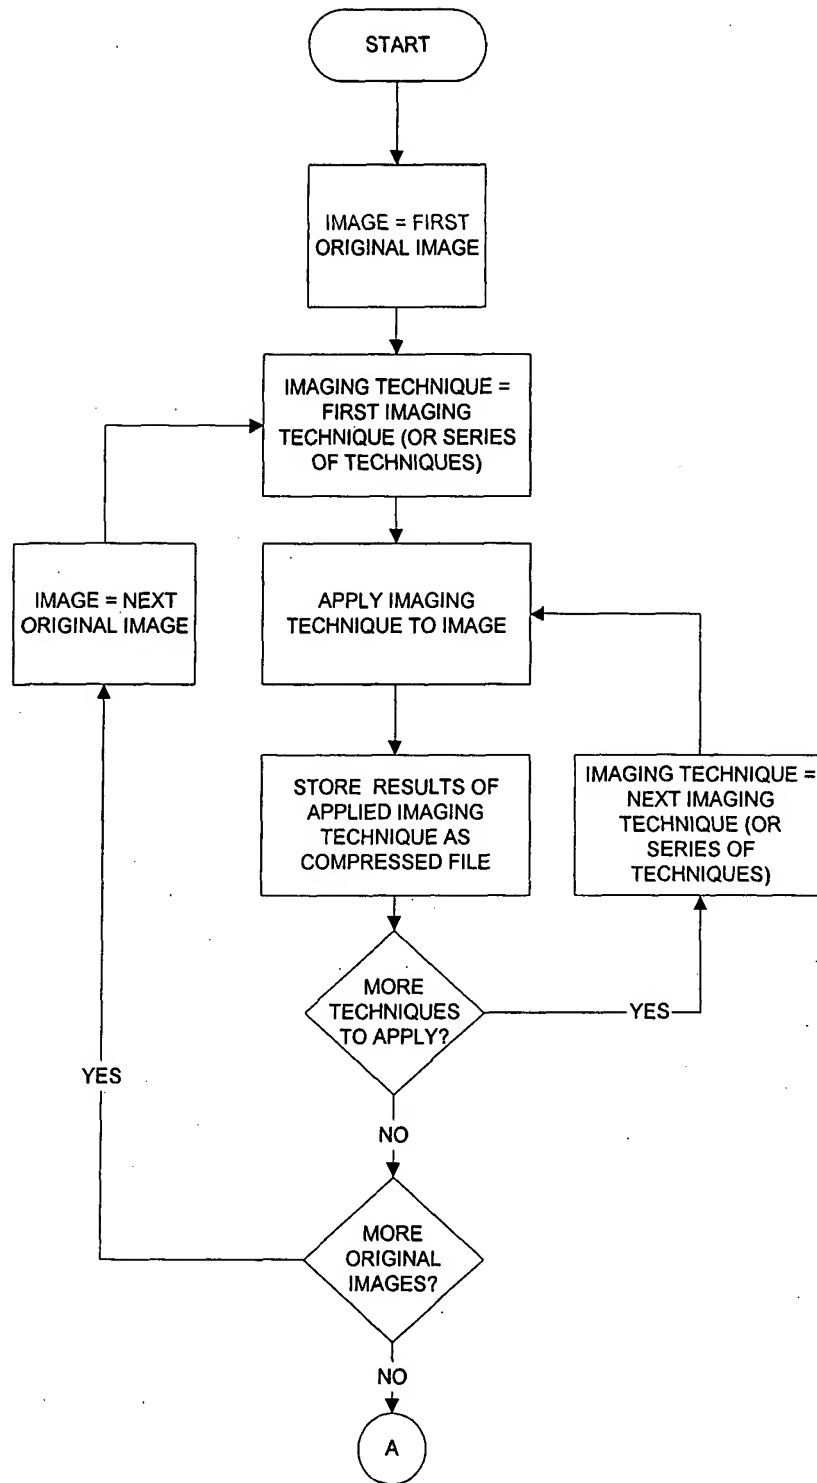 START
IMAGE = FIRST
ORIGINAL IMAGE
IMAGING TECHNIQUE =
FIRST IMAGING
TECHNIQUE (OR SERIES
OF TECHNIQUES)
IMAGE = NEXT
ORIGINAL IMAGE
APPLY IMAGING
TECHNIQUE TO IMAGE
STORE RESULTS OF
APPLIED IMAGING
TECHNIQUE AS
COMPRESSED FILE
IMAGING TECHNIQUE =
NEXT IMAGING
TECHNIQUE (OR
SERIES OF
TECHNIQUES)
MORE
TECHNIQUES
TO APPLY?
YES
YES
NO
MORE
ORIGINAL
IMAGES?
NO
A